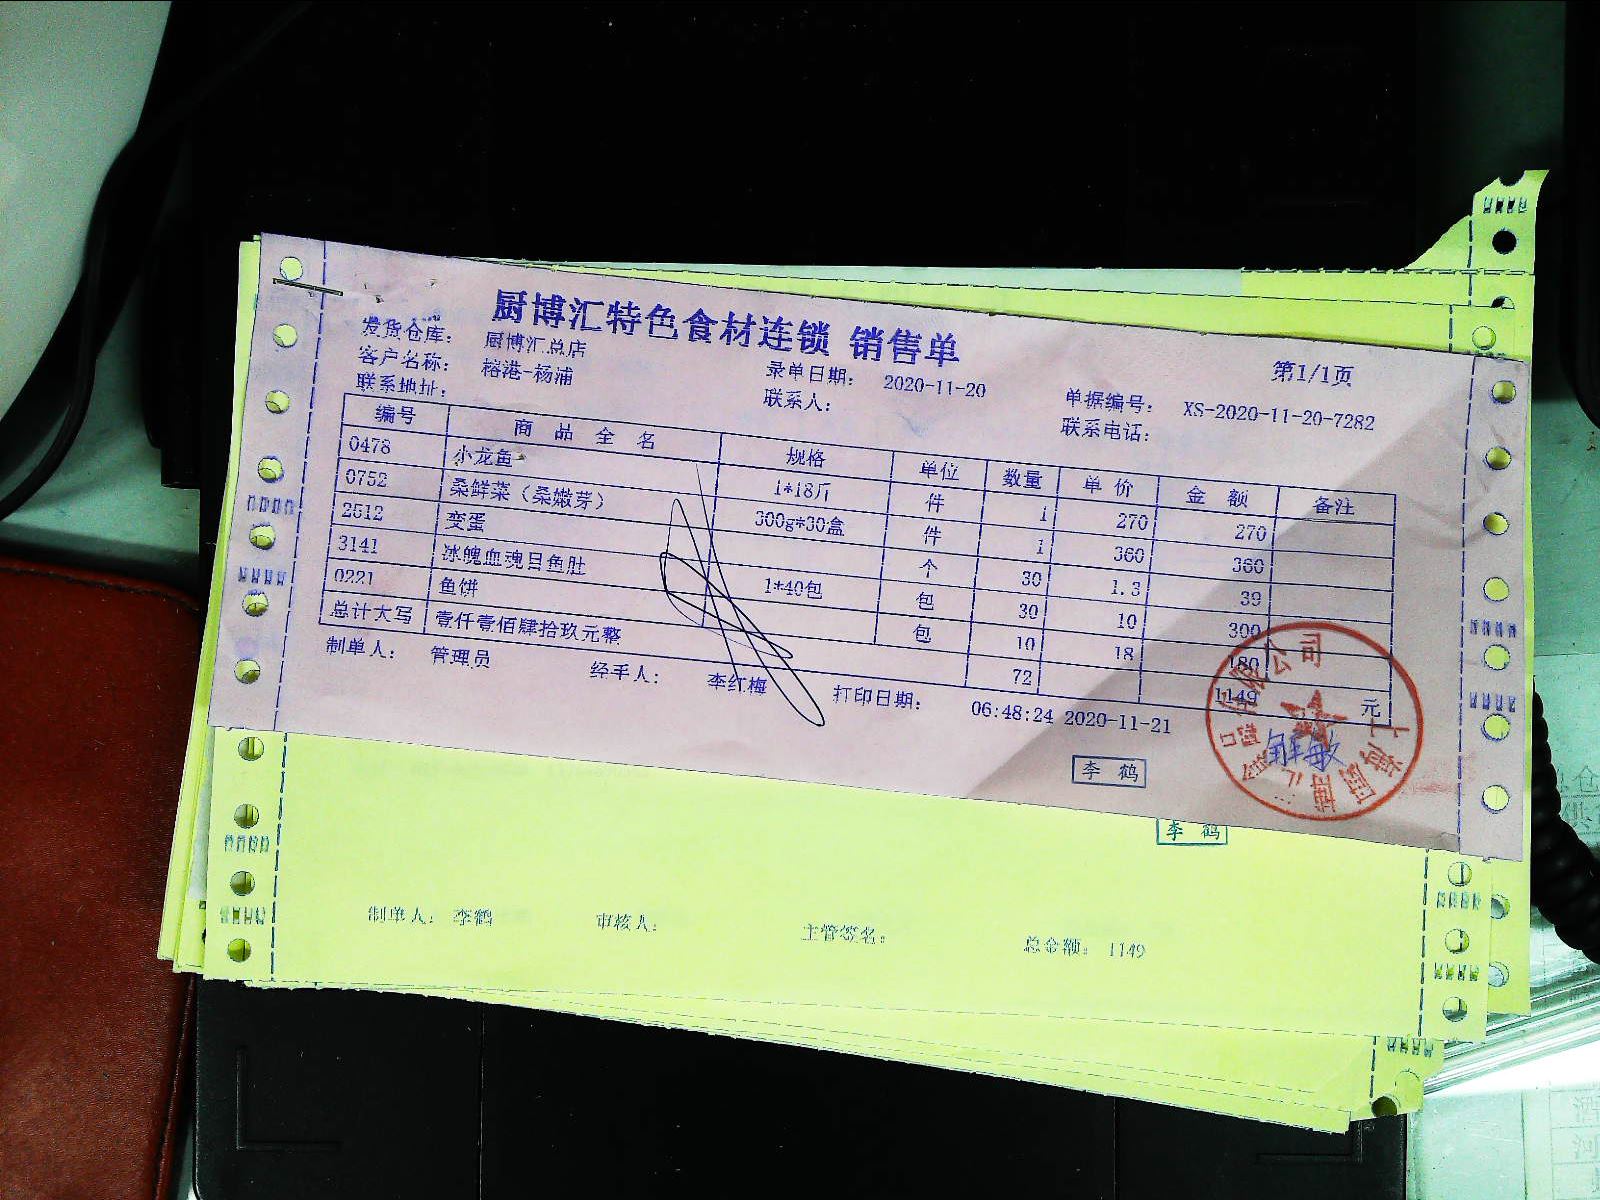 厨博汇特色食材连锁 销售单
第1/1页
发货仓库: 厨博汇总店 录单日期: 2020-11-20 单据编号: XS-2020-11-20-7282
客户名称: 榕港-杨浦 联系人: 联系电话:
联系地址:
编号 商品全名 规格 单位 数量 单价 金额 备注
0478 小龙鱼 1*18斤 件 1 270 270
0752 桑鲜菜（桑嫩芽） 300g*30盒 件 1 360 360
2512 变蛋 个 30 1.3 39
3141 冰魄血魂目鱼肚 1*40包 包 30 10 300
0221 鱼饼 包 10 18 180
总计大写 壹仟壹佰肆拾玖元整 72 1149 元
制单人: 管理员 经手人: 李红梅 打印日期: 06:48:24 2020-11-21
李鹤
解敏
李鹤
制单人: 李鹤 审核人: 主管签名: 总金额: 1149